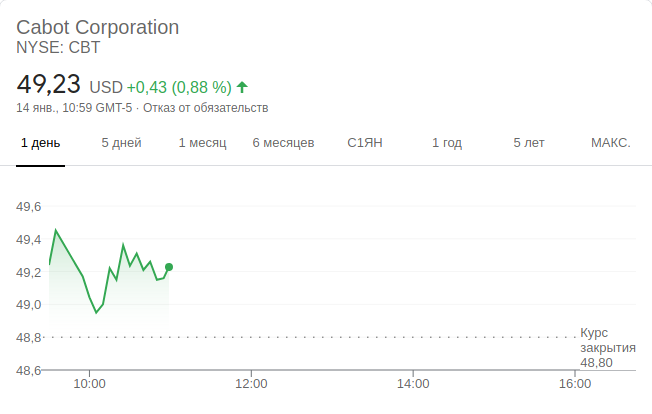 Cabot Corporation
NYSE: CBT
49,23 USD +0,43 (0,88 %)
14 янв., 10:59 GMT-5 · Отказ от обязательств
1 день 5 дней 1 месяц 6 месяцев С1ЯН 1 год 5 лет МАКС.
49,6
49,4
49,2
49,0
48,8
Курс
закрытия
48,80
48,6
10:00 12:00 14:00 16:00